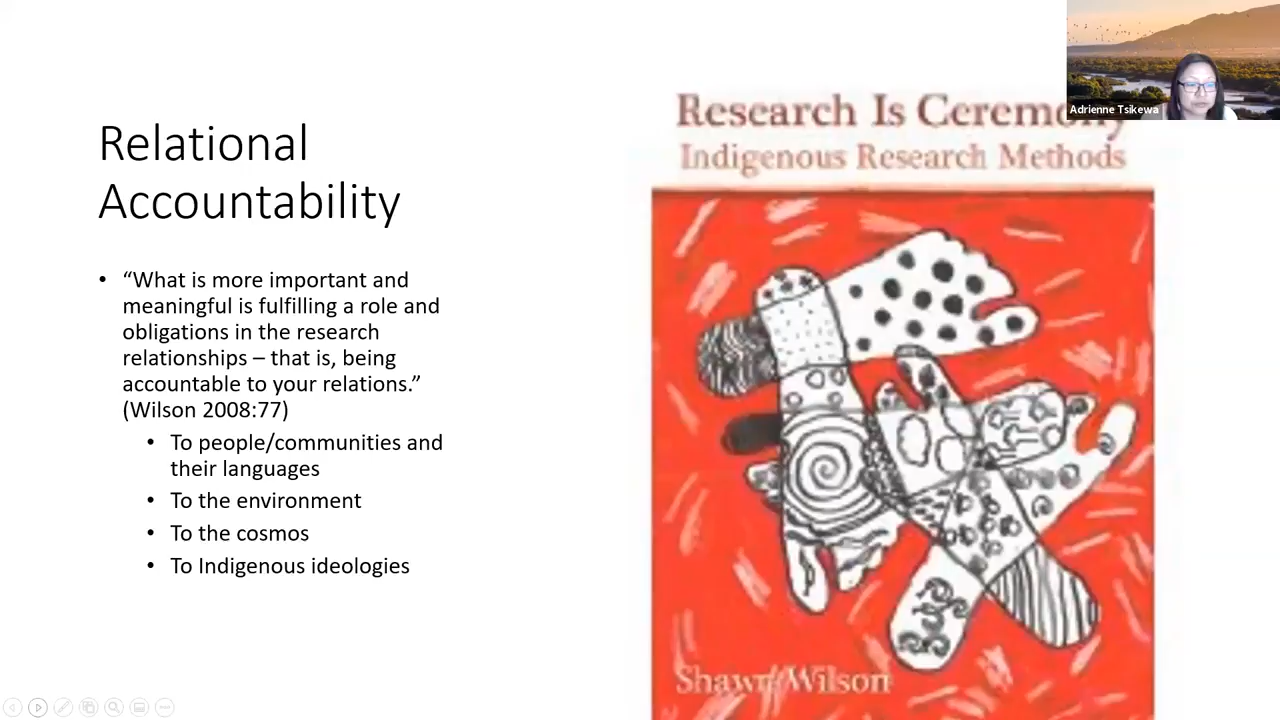 Relational
Accountability
• “What is more important and
meaningful is fulfilling a role and
obligations in the research
relationships – that is, being
accountable to your relations.”
(Wilson 2008:77)
• To people/communities and
their languages
• To the environment
• To the cosmos
• To Indigenous ideologies
Research Is Ceremony
Indigenous Research Methods
Shawn Wilson
Adrienne Tsikewa